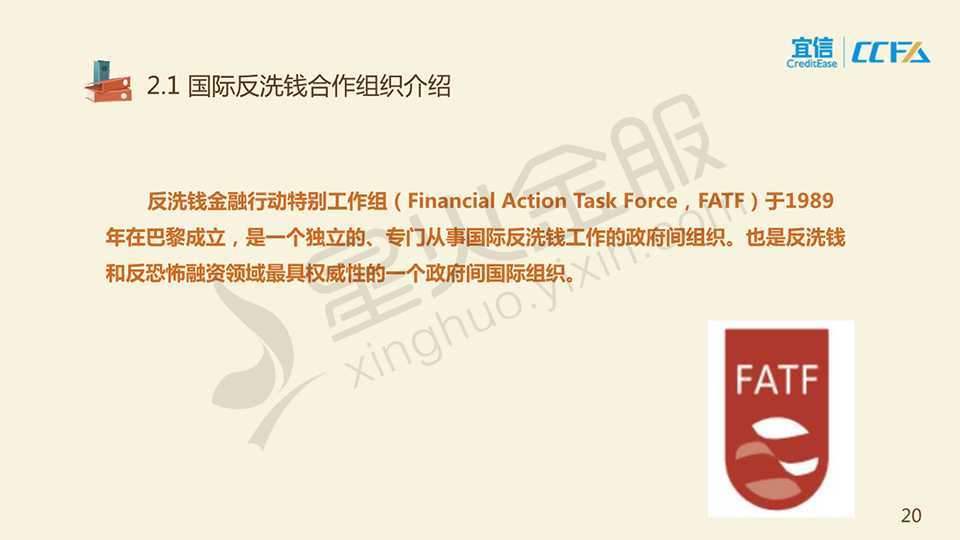 宜信
CreditEase
CCFA
2.1 国际反洗钱合作组织介绍
反洗钱金融行动特别工作组（Financial Action Task Force，FATF）于1989
年在巴黎成立，是一个独立的、专门从事国际反洗钱工作的政府间组织。也是反洗钱
和反恐怖融资领域最具权威性的一个政府间国际组织。
星火金服
xinghuo.yixin.com
FATF
20